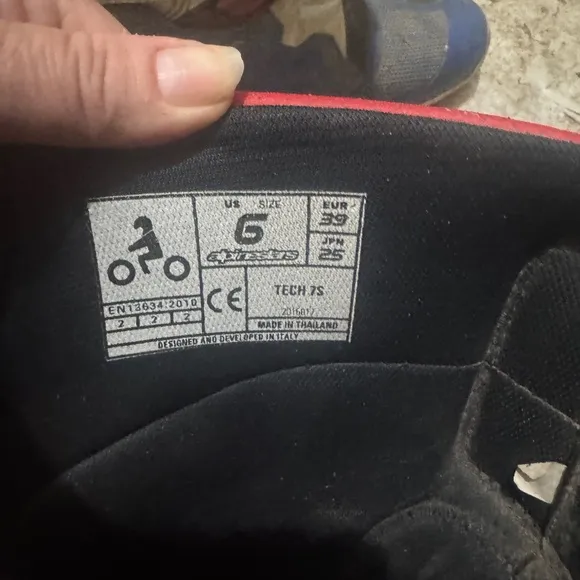 US SIZE
6
alpinestars
EUR
39
JPN
25
EN13634:2010
2 2 2
CE
TECH 7S
2015017
MADE IN THAILAND
DESIGNED AND DEVELOPED IN ITALY